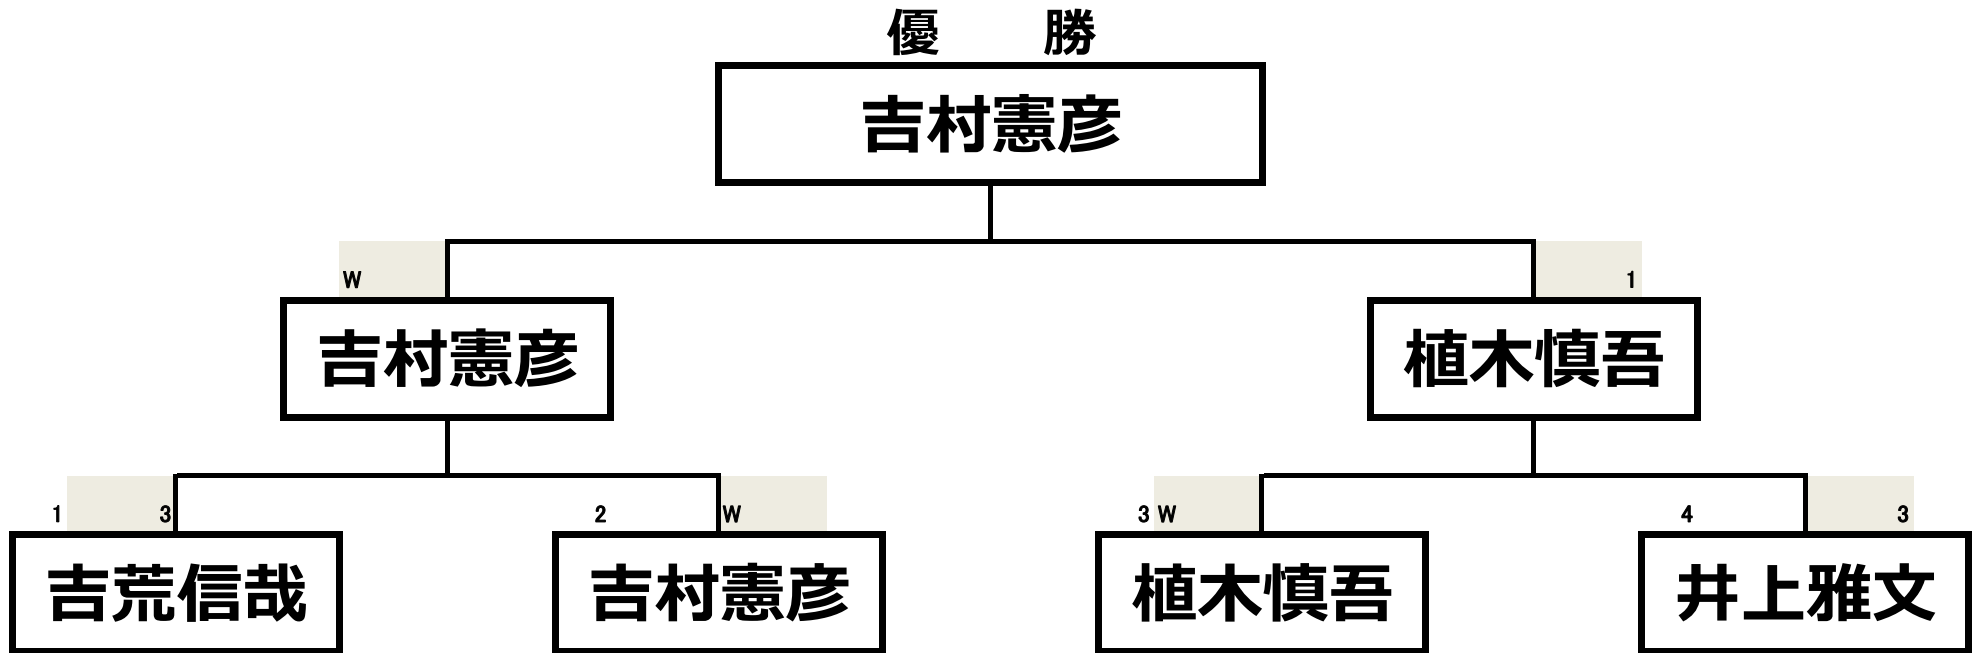 優 勝
吉村憲彦
W 1
吉村憲彦 植木慎吾
1 3 2 W 3 W 4 3
吉荒信哉 吉村憲彦 植木慎吾 井上雅文